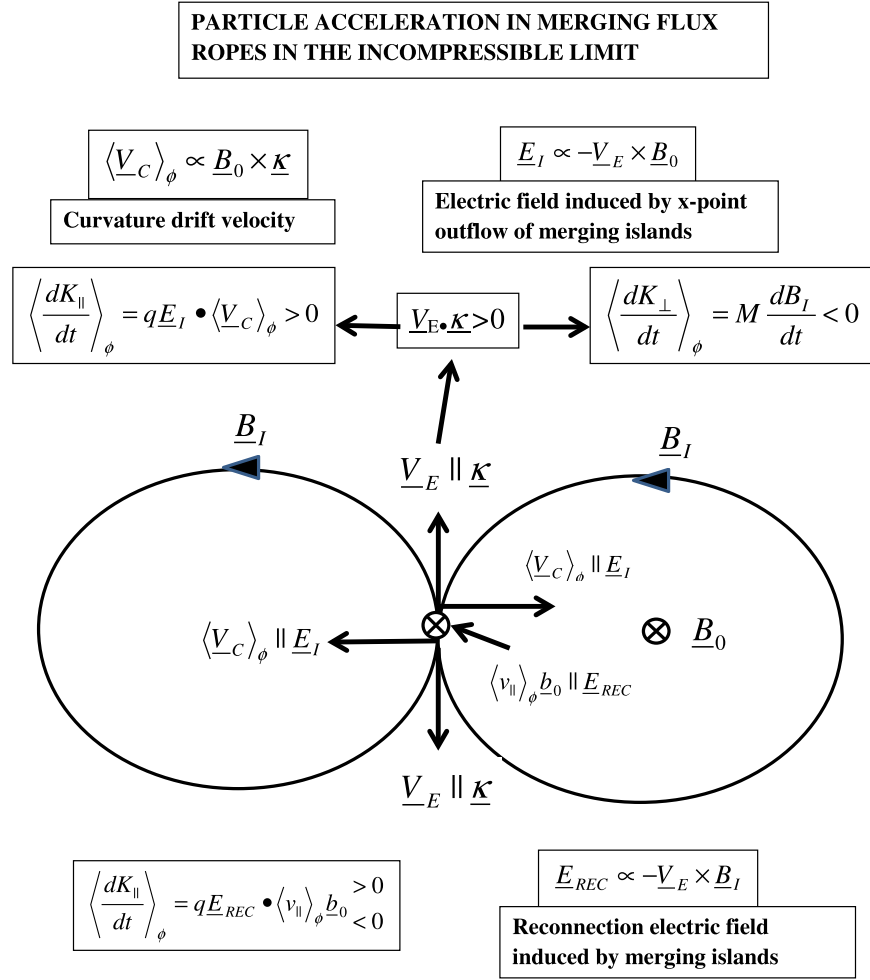 PARTICLE ACCELERATION IN MERGING FLUX
ROPES IN THE INCOMPRESSIBLE LIMIT
⟨V_C⟩_ϕ ∝ B_0 × κ
Curvature drift velocity
E_I ∝ −V_E × B_0
Electric field induced by x-point
outflow of merging islands
⟨dK_∥/dt⟩_ϕ = qE_I • ⟨V_C⟩_ϕ > 0
V_E•κ>0
⟨dK_⊥/dt⟩_ϕ = M dB_I/dt < 0
B_I
B_I
V_E ∥ κ
⟨V_C⟩_ϕ ∥ E_I
⟨V_C⟩_ϕ ∥ E_I
B_0
⟨v_∥⟩_ϕ b_0 ∥ E_REC
V_E ∥ κ
⟨dK_∥/dt⟩_ϕ = qE_REC • ⟨v_∥⟩_ϕ b_0 > 0 < 0
E_REC ∝ −V_E × B_I
Reconnection electric field
induced by merging islands